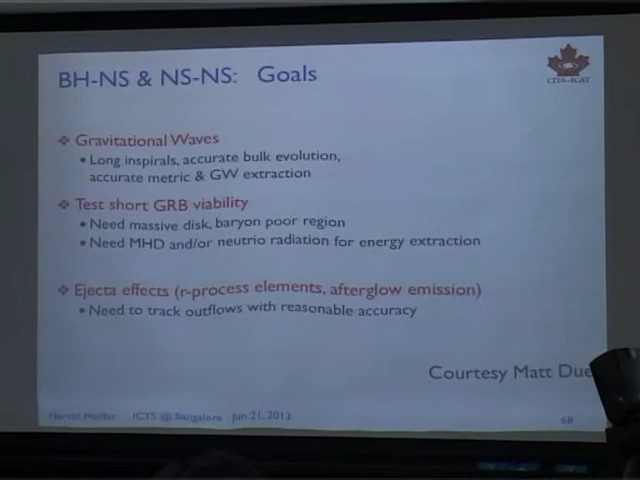 BH-NS & NS-NS: Goals
CITA-ICAT
❖ Gravitational Waves
• Long inspirals, accurate bulk evolution,
accurate metric & GW extraction
❖ Test short GRB viability
• Need massive disk, baryon poor region
• Need MHD and/or neutrio radiation for energy extraction
❖ Ejecta effects (r-process elements, afterglow emission)
• Need to track outflows with reasonable accuracy
Courtesy Matt Due
Harald Pfeiffer ICTS @ Bangalore Jun 21, 2013
68